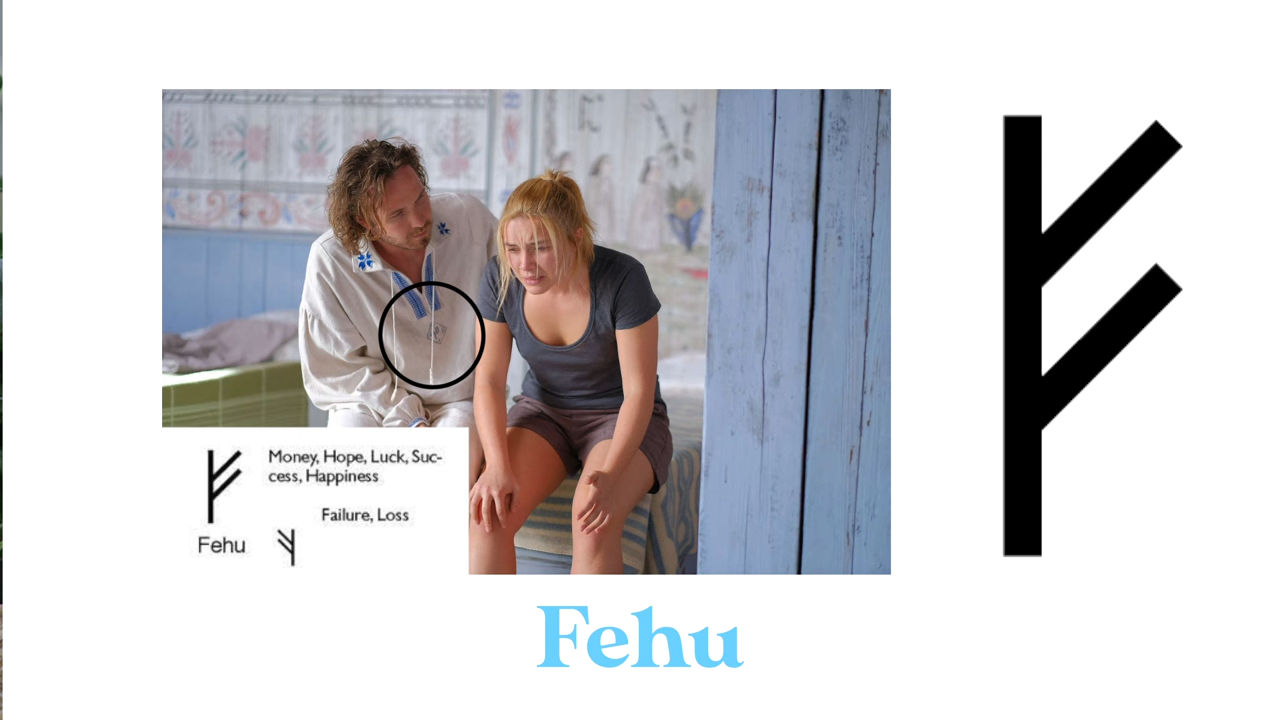 Money, Hope, Luck, Suc-
cess, Happiness
Failure, Loss
Fehu
Fehu